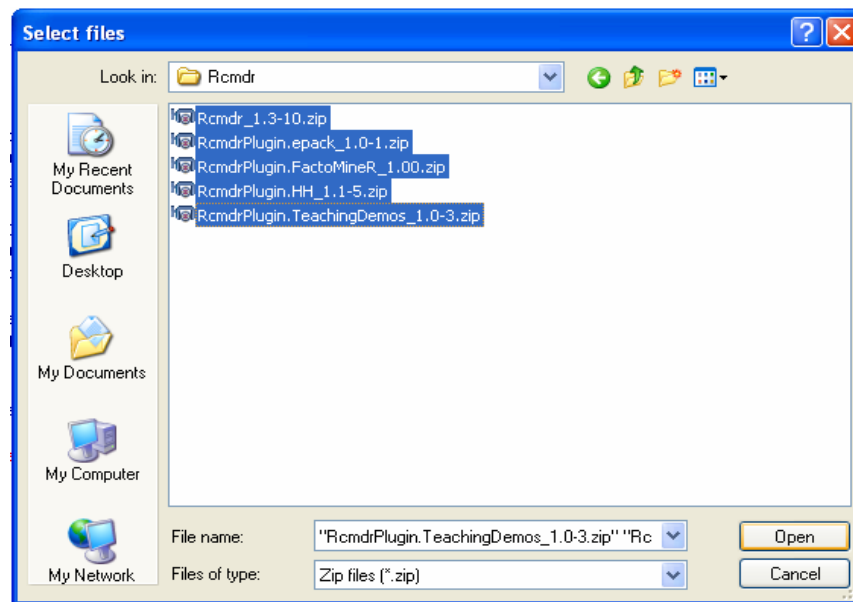 Select files
Look in: Rcmdr
My Recent
Documents
Desktop
My Documents
My Computer
My Network
Rcmdr_1.3-10.zip
RcmdrPlugin.epack_1.0-1.zip
RcmdrPlugin.FactoMineR_1.00.zip
RcmdrPlugin.HH_1.1-5.zip
RcmdrPlugin.TeachingDemos_1.0-3.zip
File name: "RcmdrPlugin.TeachingDemos_1.0-3.zip" "Rc Open
Files of type: Zip files (*.zip) Cancel